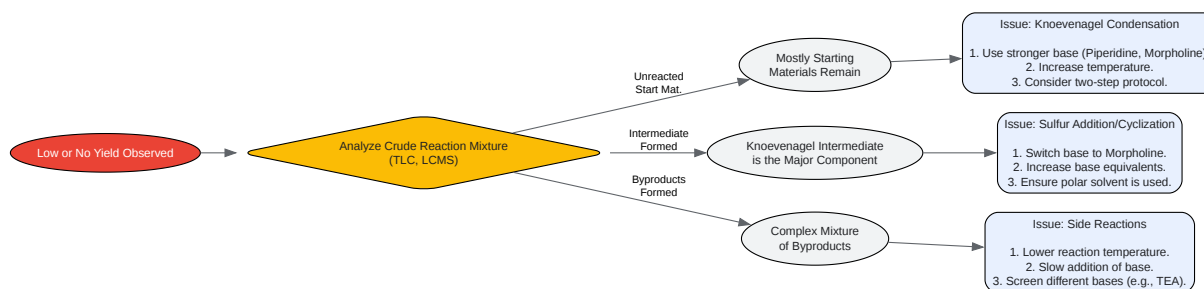 Low or No Yield Observed
Analyze Crude Reaction Mixture
(TLC, LCMS)
Unreacted
Start Mat.
Intermediate
Formed
Byproducts
Formed
Mostly Starting
Materials Remain
Knoevenagel Intermediate
is the Major Component
Complex Mixture
of Byproducts
Issue: Knoevenagel Condensation
1. Use stronger base (Piperidine, Morpholine)
2. Increase temperature.
3. Consider two-step protocol.
Issue: Sulfur Addition/Cyclization
1. Switch base to Morpholine.
2. Increase base equivalents.
3. Ensure polar solvent is used.
Issue: Side Reactions
1. Lower reaction temperature.
2. Slow addition of base.
3. Screen different bases (e.g., TEA).